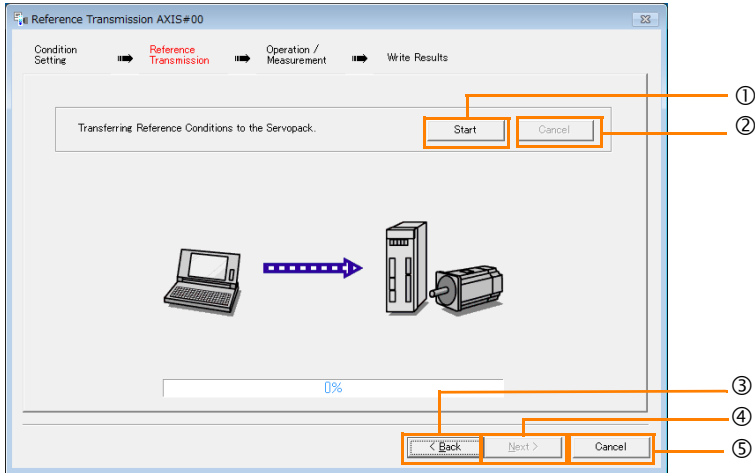 Reference Transmission AXIS#00
Condition
Setting
Reference
Transmission
Operation /
Measurement
Write Results
Transferring Reference Conditions to the Servopack.
Start
Cancel
①
②
0%
③
④
⑤
< Back
Next >
Cancel